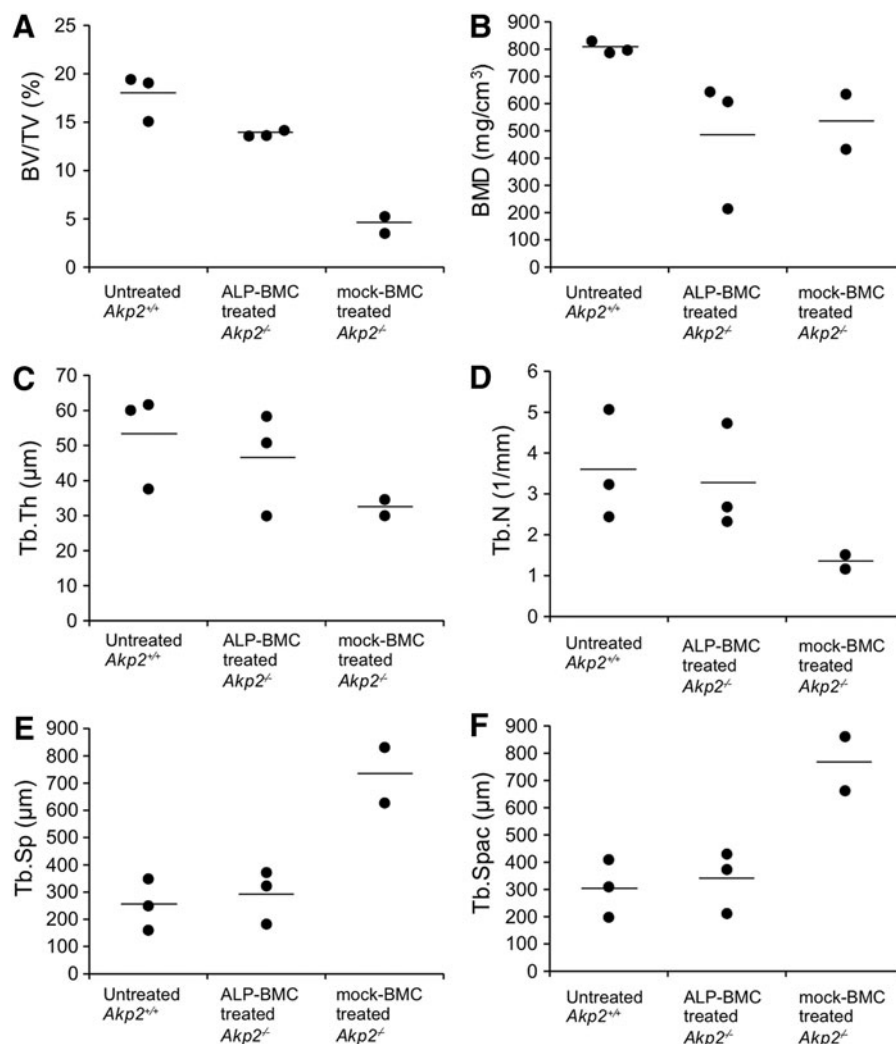 A
BV/TV (%)
25
20
15
10
5
0
Untreated
Akp2+/+
ALP-BMC
treated
Akp2-/-
mock-BMC
treated
Akp2-/-
B
BMD (mg/cm³)
900
800
700
600
500
400
300
200
100
0
Untreated
Akp2+/+
ALP-BMC
treated
Akp2-/-
mock-BMC
treated
Akp2-/-
C
Tb.Th (µm)
70
60
50
40
30
20
10
0
Untreated
Akp2+/+
ALP-BMC
treated
Akp2-/-
mock-BMC
treated
Akp2-/-
D
Tb.N (1/mm)
6
5
4
3
2
1
0
Untreated
Akp2+/+
ALP-BMC
treated
Akp2-/-
mock-BMC
treated
Akp2-/-
E
Tb.Sp (µm)
900
800
700
600
500
400
300
200
100
0
Untreated
Akp2+/+
ALP-BMC
treated
Akp2-/-
mock-BMC
treated
Akp2-/-
F
Tb.Spac (µm)
900
800
700
600
500
400
300
200
100
0
Untreated
Akp2+/+
ALP-BMC
treated
Akp2-/-
mock-BMC
treated
Akp2-/-